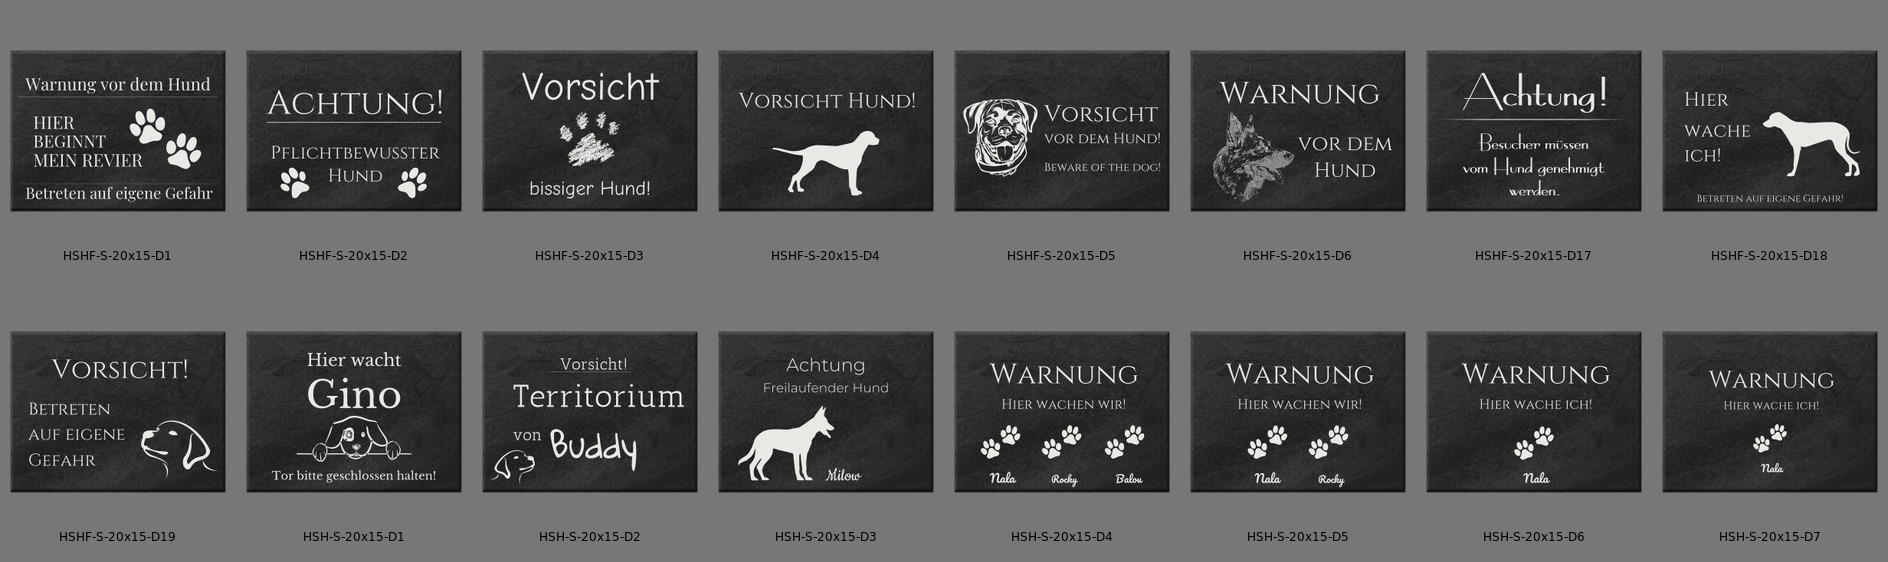 Warnung vor dem Hund
HIER
BEGINNT
MEIN REVIER
Betreten auf eigene Gefahr
HSHF-S-20x15-D1
ACHTUNG!
PFLICHTBEWUSSTER
HUND
HSHF-S-20x15-D2
Vorsicht
bissiger Hund!
HSHF-S-20x15-D3
VORSICHT HUND!
HSHF-S-20x15-D4
VORSICHT
VOR DEM HUND!
BEWARE OF THE DOG!
HSHF-S-20x15-D5
WARNUNG
VOR DEM
HUND
HSHF-S-20x15-D6
Achtung!
Besucher müssen
vom Hund genehmigt
werden.
HSHF-S-20x15-D17
HIER
WACHE
ICH!
BETRETEN AUF EIGENE GEFAHR!
HSHF-S-20x15-D18
VORSICHT!
BETRETEN
AUF EIGENE
GEFAHR
HSHF-S-20x15-D19
Hier wacht
Gino
Tor bitte geschlossen halten!
HSH-S-20x15-D1
Vorsicht!
Territorium
von Buddy
HSH-S-20x15-D2
Achtung
Freilaufender Hund
Milow
HSH-S-20x15-D3
WARNUNG
HIER WACHEN WIR!
Nala Rocky Balou
HSH-S-20x15-D4
WARNUNG
HIER WACHEN WIR!
Nala Rocky
HSH-S-20x15-D5
WARNUNG
HIER WACHE ICH!
Nala
HSH-S-20x15-D6
WARNUNG
HIER WACHE ICH!
Nala
HSH-S-20x15-D7